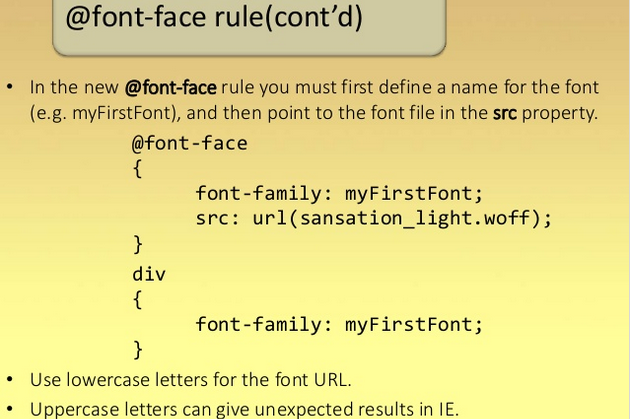 @font-face rule(cont’d)
• In the new @font-face rule you must first define a name for the font
(e.g. myFirstFont), and then point to the font file in the src property.
@font-face
{
font-family: myFirstFont;
src: url(sansation_light.woff);
}
div
{
font-family: myFirstFont;
}
• Use lowercase letters for the font URL.
• Uppercase letters can give unexpected results in IE.